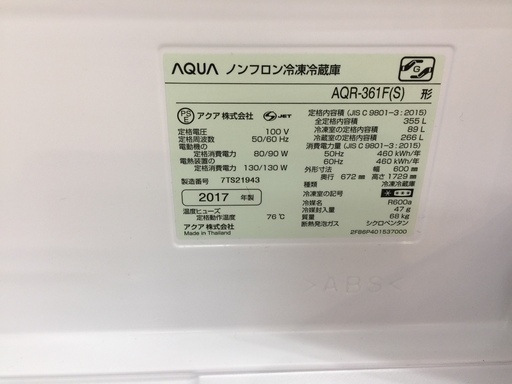 AQUA ノンフロン冷凍冷蔵庫
AQR-361F(S) 形
PS E アクア株式会社 JET
定格電圧 100 V
定格周波数 50/60 Hz
電動機の
定格消費電力 80/90 W
電熱装置の
定格消費電力 130/130 W
製造番号 7TS21943
2017 年製
温度ヒューズ
定格動作温度 76℃
アクア株式会社
Made in Thailand
G
定格内容積 (JIS C 9801-3:2015)
全定格内容積 355 L
冷凍室の定格内容積 89 L
冷蔵室の定格内容積 266 L
消費電力量 (JIS C 9801-3:2015)
50Hz 460 kWh/年
60Hz 460 kWh/年
外形寸法 幅 600 mm
奥行 672 mm 高さ 1729 mm
種類 冷凍冷蔵庫
冷凍室の記号
冷媒名 R600a
冷媒封入量 47 g
質量 68 kg
断熱発泡ガス シクロペンタン
2FB6P401537000
>ABS<